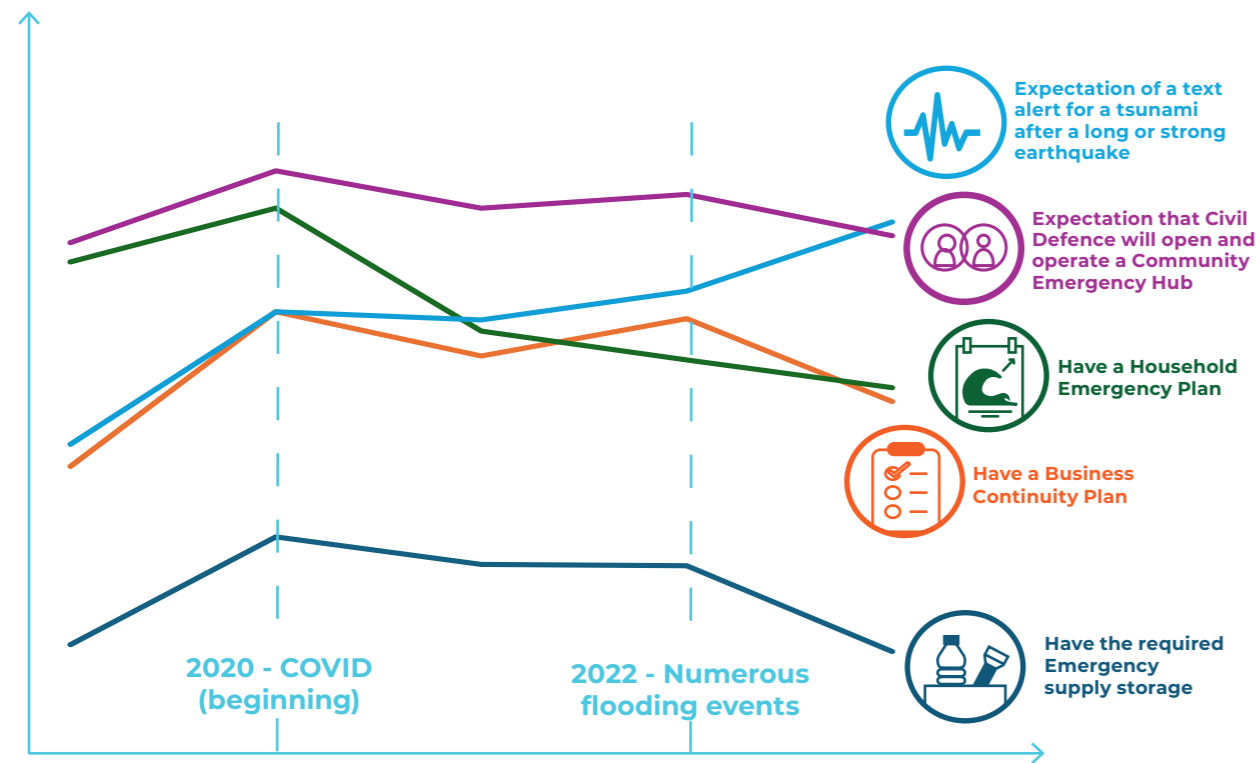 Expectation of a text
alert for a tsunami
after a long or strong
earthquake
Expectation that Civil
Defence will open and
operate a Community
Emergency Hub
Have a Household
Emergency Plan
Have a Business
Continuity Plan
Have the required
Emergency
supply storage
2020 - COVID
(beginning)
2022 - Numerous
flooding events